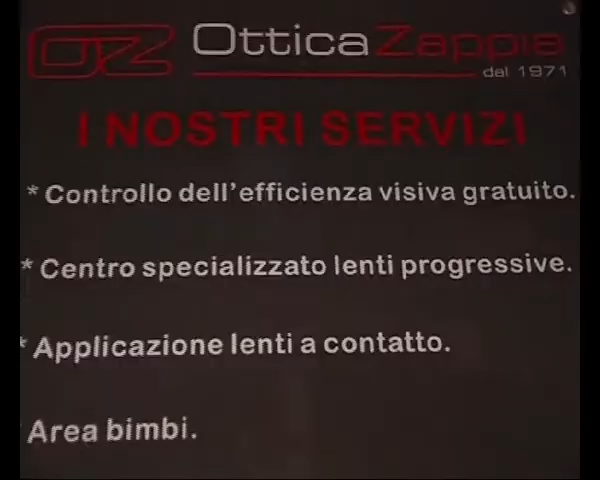 OZ Ottica Zappia
dal 1971
I NOSTRI SERVIZI
* Controllo dell'efficienza visiva gratuito.
* Centro specializzato lenti progressive.
* Applicazione lenti a contatto.
Area bimbi.